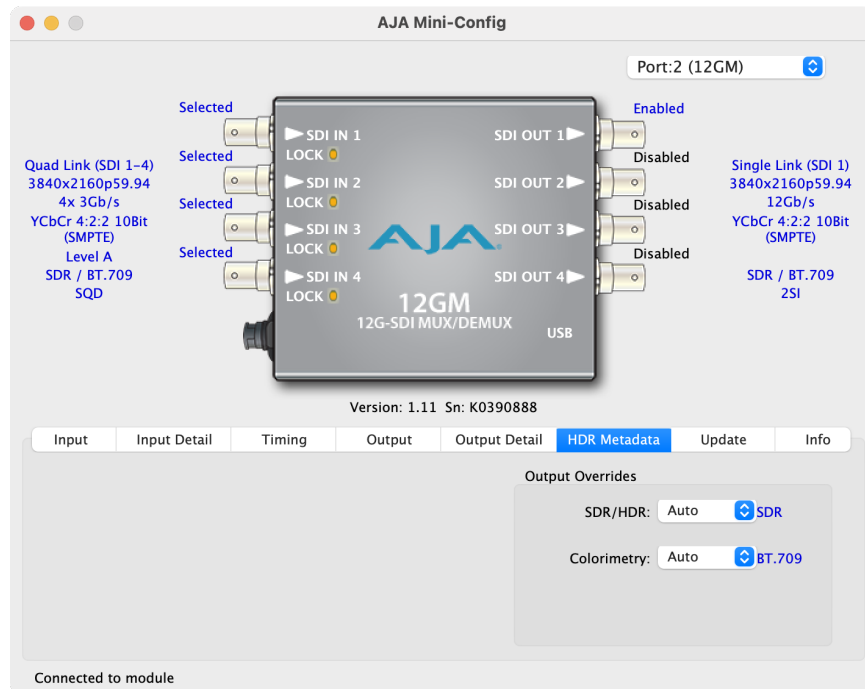 AJA Mini-Config
Port:2 (12GM)
Selected
Selected
Selected
Selected
Quad Link (SDI 1-4)
3840x2160p59.94
4x 3Gb/s
YCbCr 4:2:2 10Bit
(SMPTE)
Level A
SDR / BT.709
SQD
SDI IN 1
LOCK
SDI IN 2
LOCK
SDI IN 3
LOCK
SDI IN 4
LOCK
AJA
12GM
12G-SDI MUX/DEMUX
USB
SDI OUT 1
SDI OUT 2
SDI OUT 3
SDI OUT 4
Enabled
Disabled
Disabled
Disabled
Single Link (SDI 1)
3840x2160p59.94
12Gb/s
YCbCr 4:2:2 10Bit
(SMPTE)
SDR / BT.709
2SI
Version: 1.11 Sn: K0390888
Input Input Detail Timing Output Output Detail HDR Metadata Update Info
Output Overrides
SDR/HDR: Auto SDR
Colorimetry: Auto BT.709
Connected to module